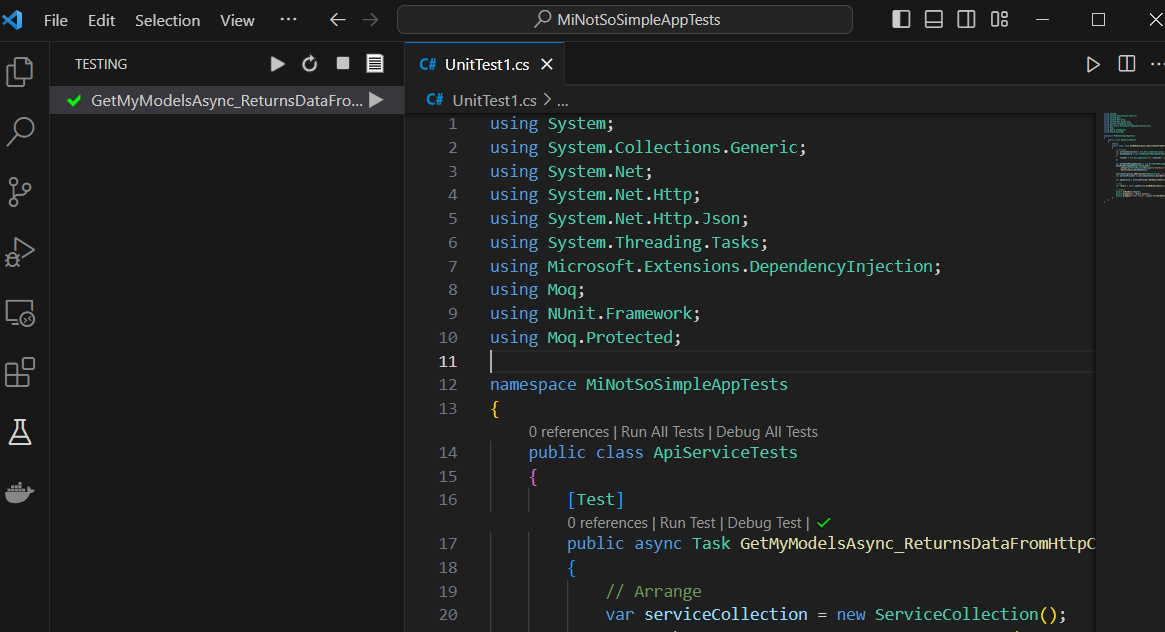 File Edit Selection View ... MiNotSoSimpleAppTests
TESTING
GetMyModelsAsync_ReturnsDataFro...
C# UnitTest1.cs
C# UnitTest1.cs > ...
1 using System;
2 using System.Collections.Generic;
3 using System.Net;
4 using System.Net.Http;
5 using System.Net.Http.Json;
6 using System.Threading.Tasks;
7 using Microsoft.Extensions.DependencyInjection;
8 using Moq;
9 using NUnit.Framework;
10 using Moq.Protected;
11
12 namespace MiNotSoSimpleAppTests
13 {
0 references | Run All Tests | Debug All Tests
14 public class ApiServiceTests
15 {
16 [Test]
0 references | Run Test | Debug Test |
17 public async Task GetMyModelsAsync_ReturnsDataFromHttpC
18 {
19 // Arrange
20 var serviceCollection = new ServiceCollection();